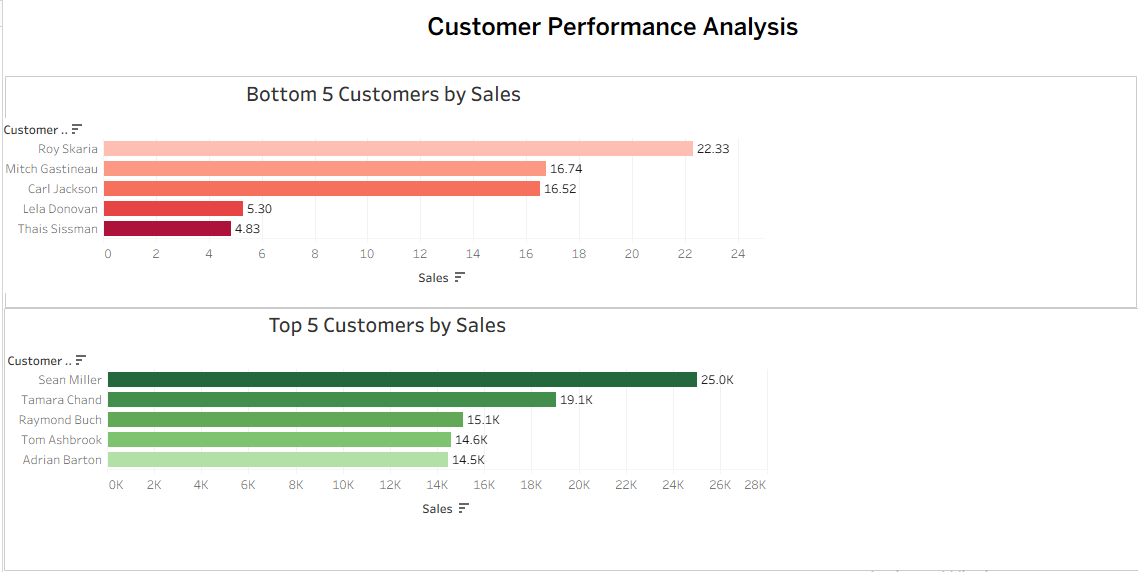 Customer Performance Analysis
Bottom 5 Customers by Sales
Customer ..
Roy Skaria 22.33
Mitch Gastineau 16.74
Carl Jackson 16.52
Lela Donovan 5.30
Thais Sissman 4.83
0 2 4 6 8 10 12 14 16 18 20 22 24
Sales
Top 5 Customers by Sales
Customer ..
Sean Miller 25.0K
Tamara Chand 19.1K
Raymond Buch 15.1K
Tom Ashbrook 14.6K
Adrian Barton 14.5K
0K 2K 4K 6K 8K 10K 12K 14K 16K 18K 20K 22K 24K 26K 28K
Sales